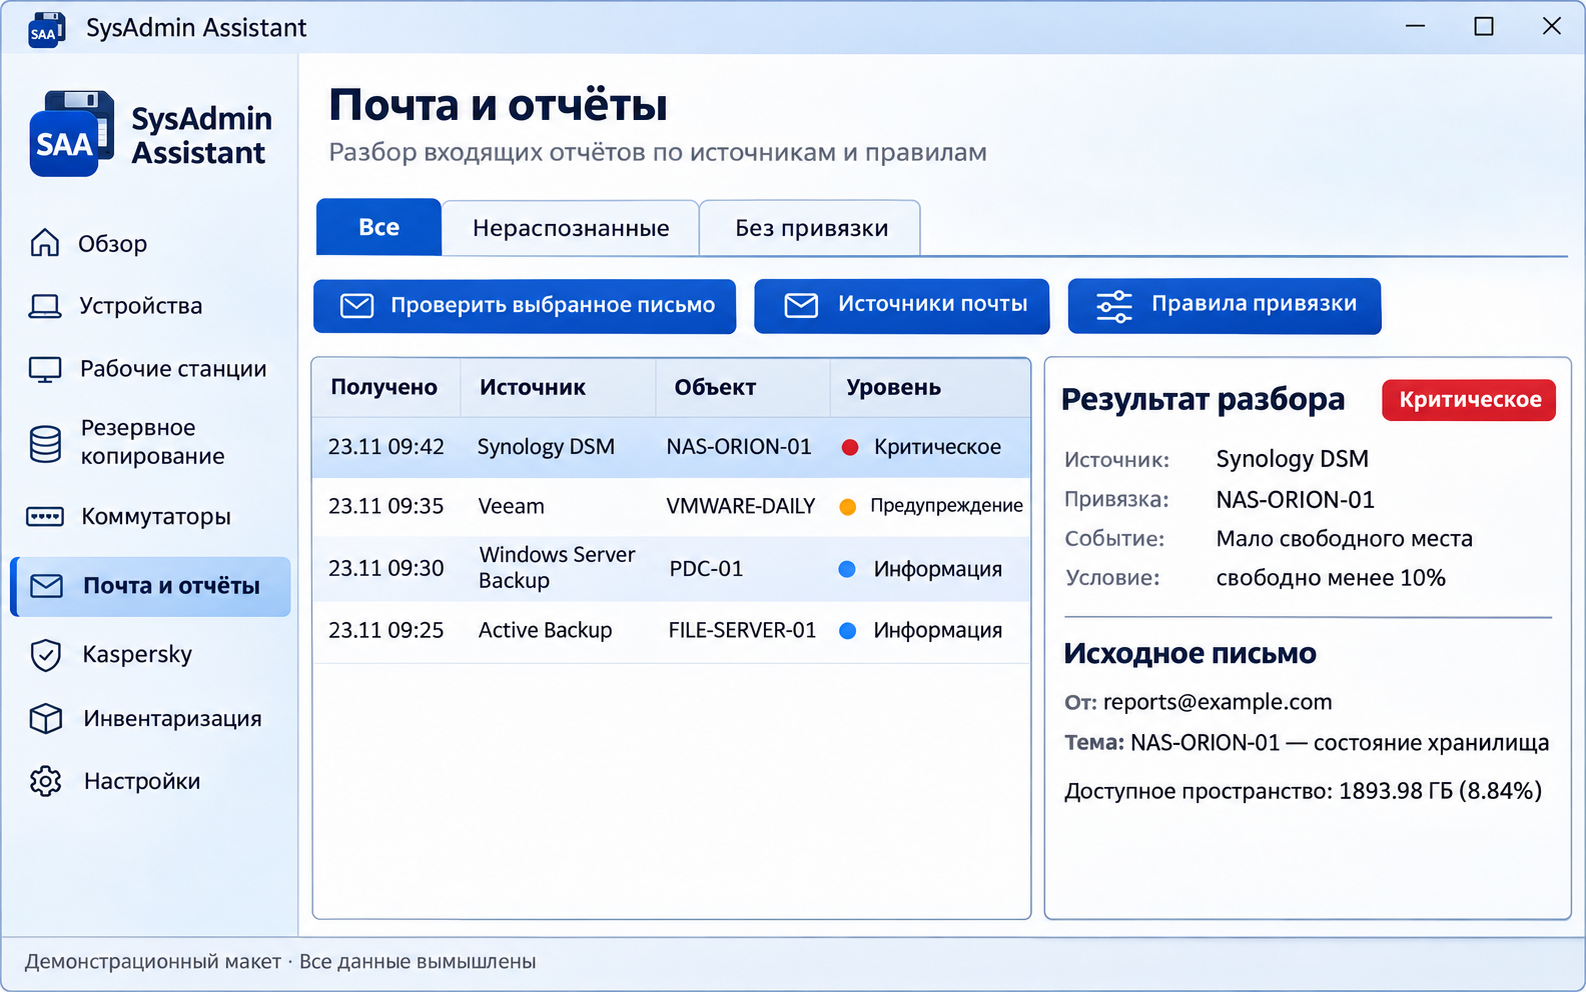 SAA SysAdmin Assistant
SAA
SysAdmin
Assistant
Обзор
Устройства
Рабочие станции
Резервное
копирование
Коммутаторы
Почта и отчёты
Kaspersky
Инвентаризация
Настройки
Почта и отчёты
Разбор входящих отчётов по источникам и правилам
Все Нераспознанные Без привязки
Проверить выбранное письмо Источники почты Правила привязки
Получено Источник Объект Уровень
23.11 09:42 Synology DSM NAS-ORION-01 Критическое
23.11 09:35 Veeam VMWARE-DAILY Предупреждение
23.11 09:30 Windows Server Backup PDC-01 Информация
23.11 09:25 Active Backup FILE-SERVER-01 Информация
Результат разбора Критическое
Источник: Synology DSM
Привязка: NAS-ORION-01
Событие: Мало свободного места
Условие: свободно менее 10%
Исходное письмо
От: reports@example.com
Тема: NAS-ORION-01 — состояние хранилища
Доступное пространство: 1893.98 ГБ (8.84%)
Демонстрационный макет · Все данные вымышлены